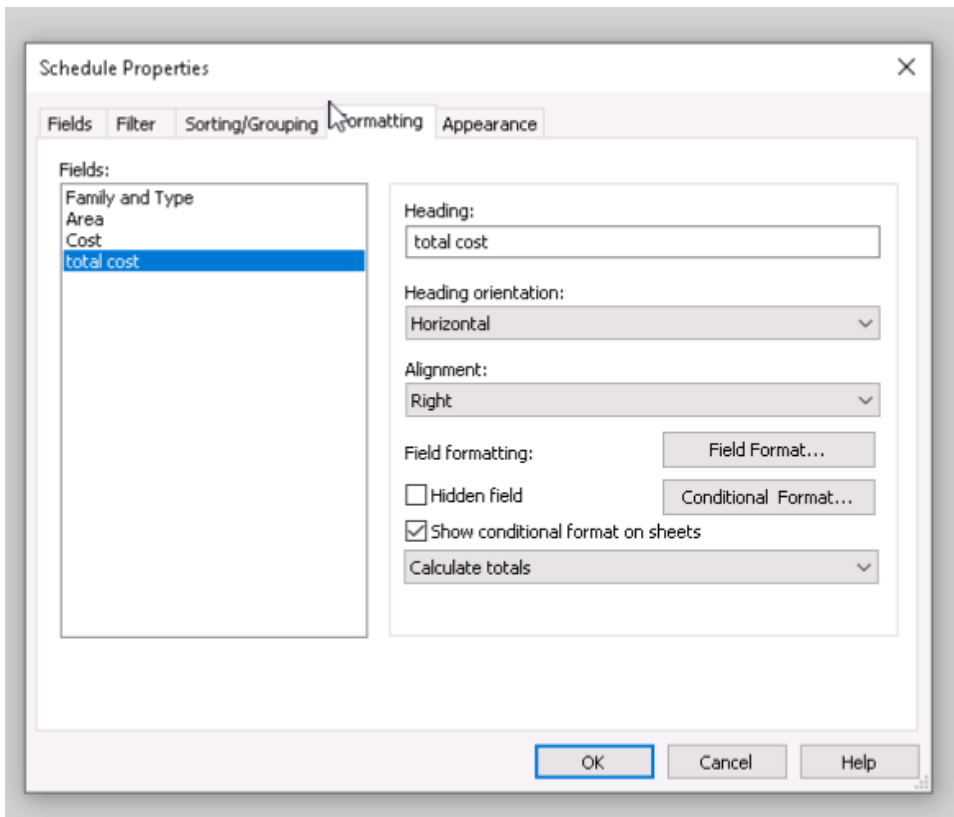 Schedule Properties
Fields Filter Sorting/Grouping Formatting Appearance
Fields:
Family and Type
Area
Cost
total cost
Heading:
total cost
Heading orientation:
Horizontal
Alignment:
Right
Field formatting: Field Format...
Hidden field Conditional Format...
Show conditional format on sheets
Calculate totals
OK Cancel Help